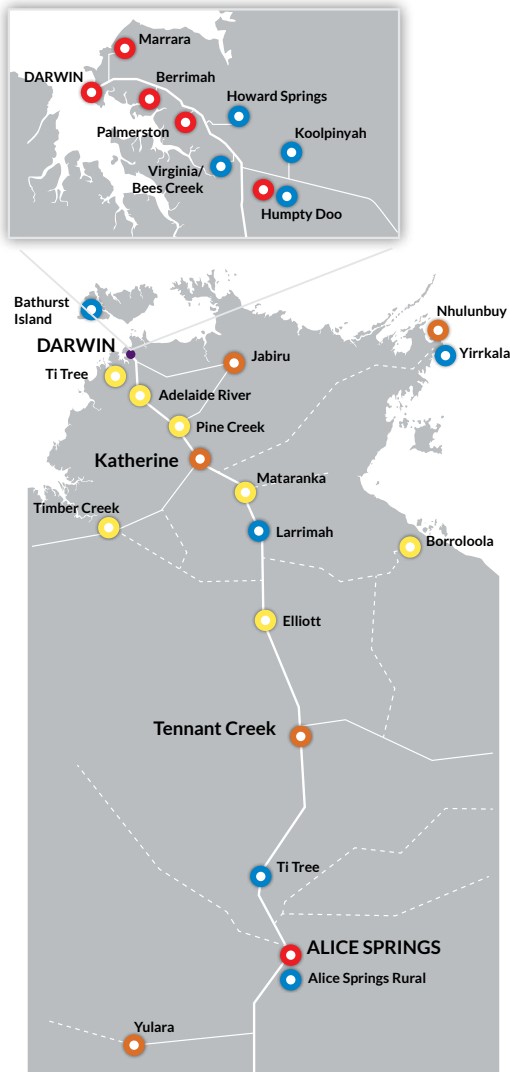 Marrara
DARWIN
Berrimah
Howard Springs
Palmerston
Koolpinyah
Virginia/
Bees Creek
Humpty Doo
Bathurst
Island
Nhulunbuy
DARWIN
Yirrkala
Jabiru
Ti Tree
Adelaide River
Pine Creek
Katherine
Mataranka
Timber Creek
Larrimah
Borroloola
Elliott
Tennant Creek
Ti Tree
ALICE SPRINGS
Alice Springs Rural
Yulara